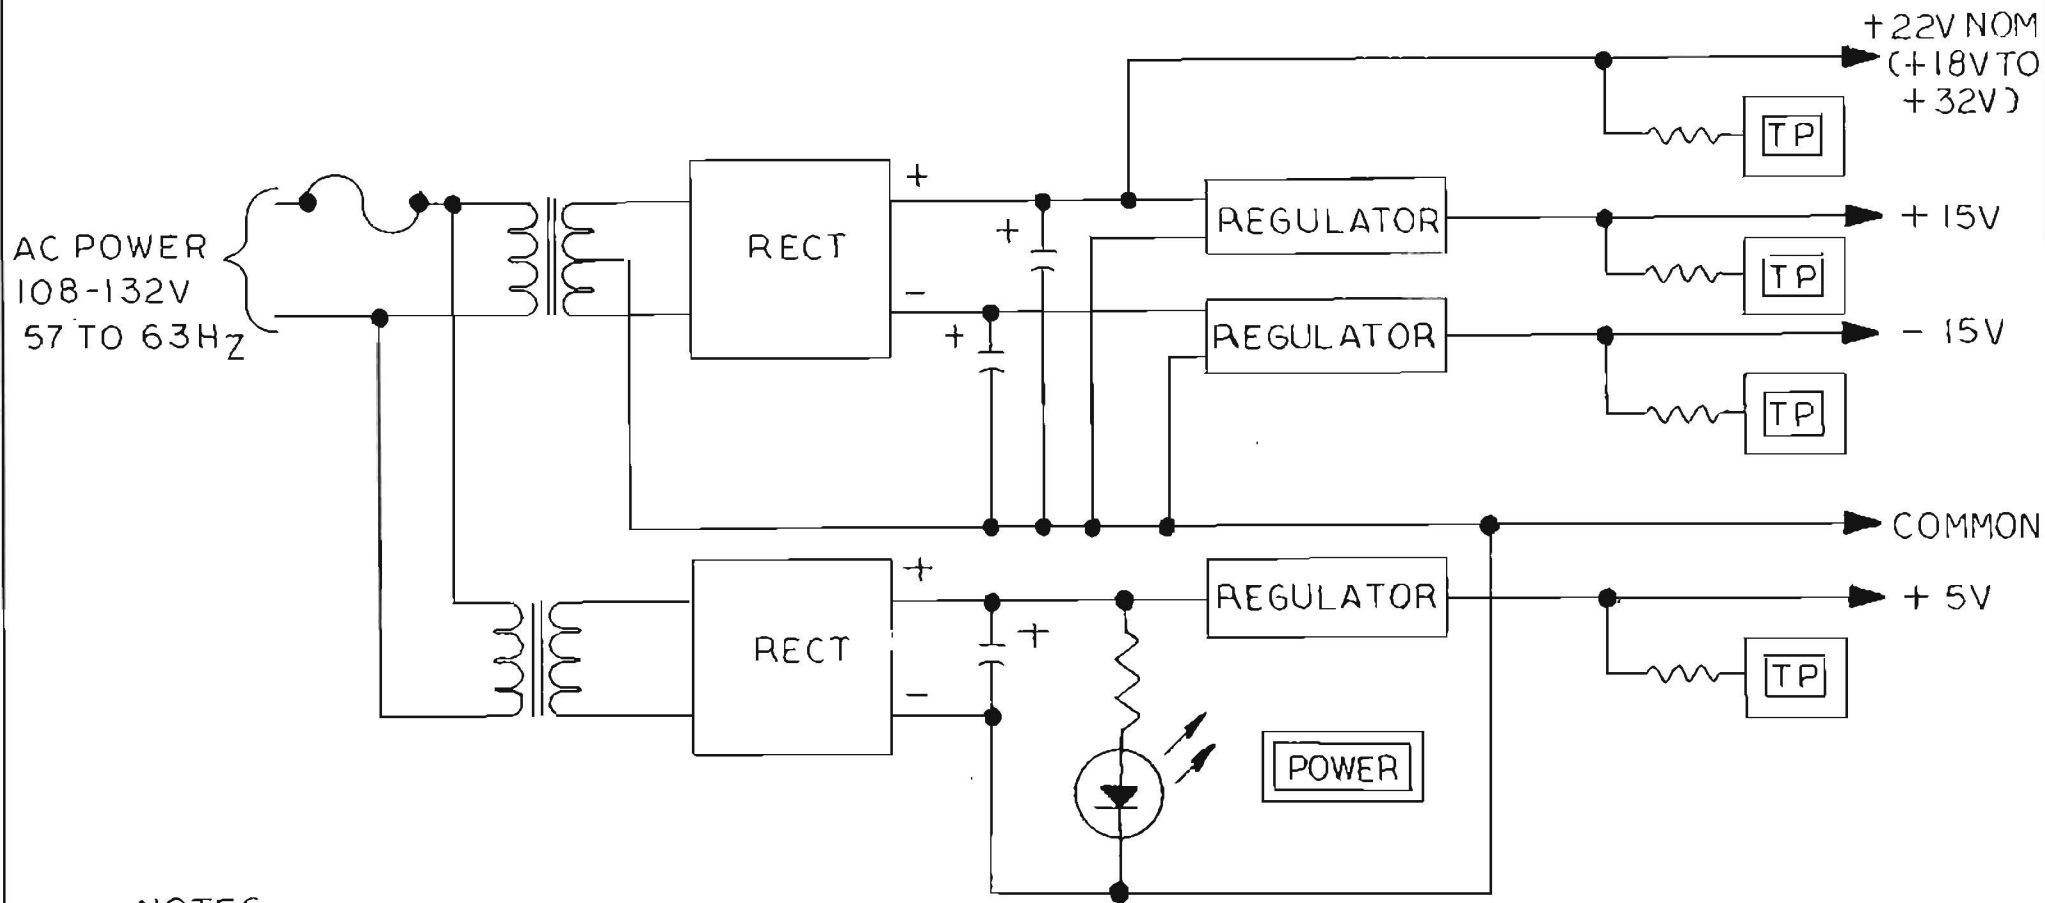 +22V NOM
(+18V TO
+32V)
TP
+
RECT
-
+
+
REGULATOR
+15V
TP
AC POWER
108-132V
57 TO 63HZ
REGULATOR
- 15V
TP
COMMON
+
RECT
-
+
REGULATOR
+ 5V
TP
POWER
NOTES